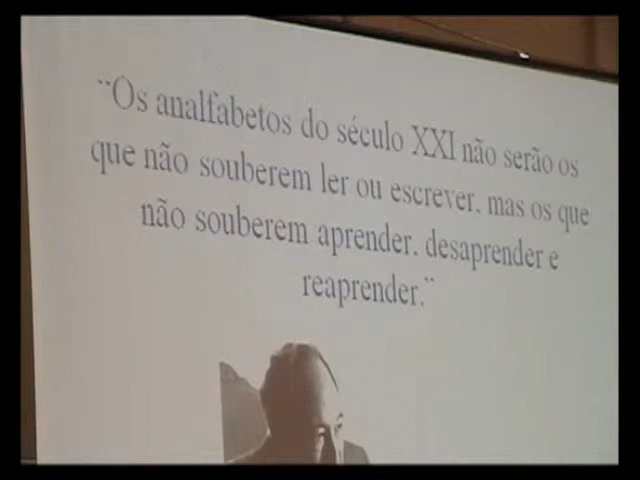 ¨Os analfabetos do século XXI não serão os
que não souberem ler ou escrever, mas os que
não souberem aprender, desaprender e
reaprender.¨